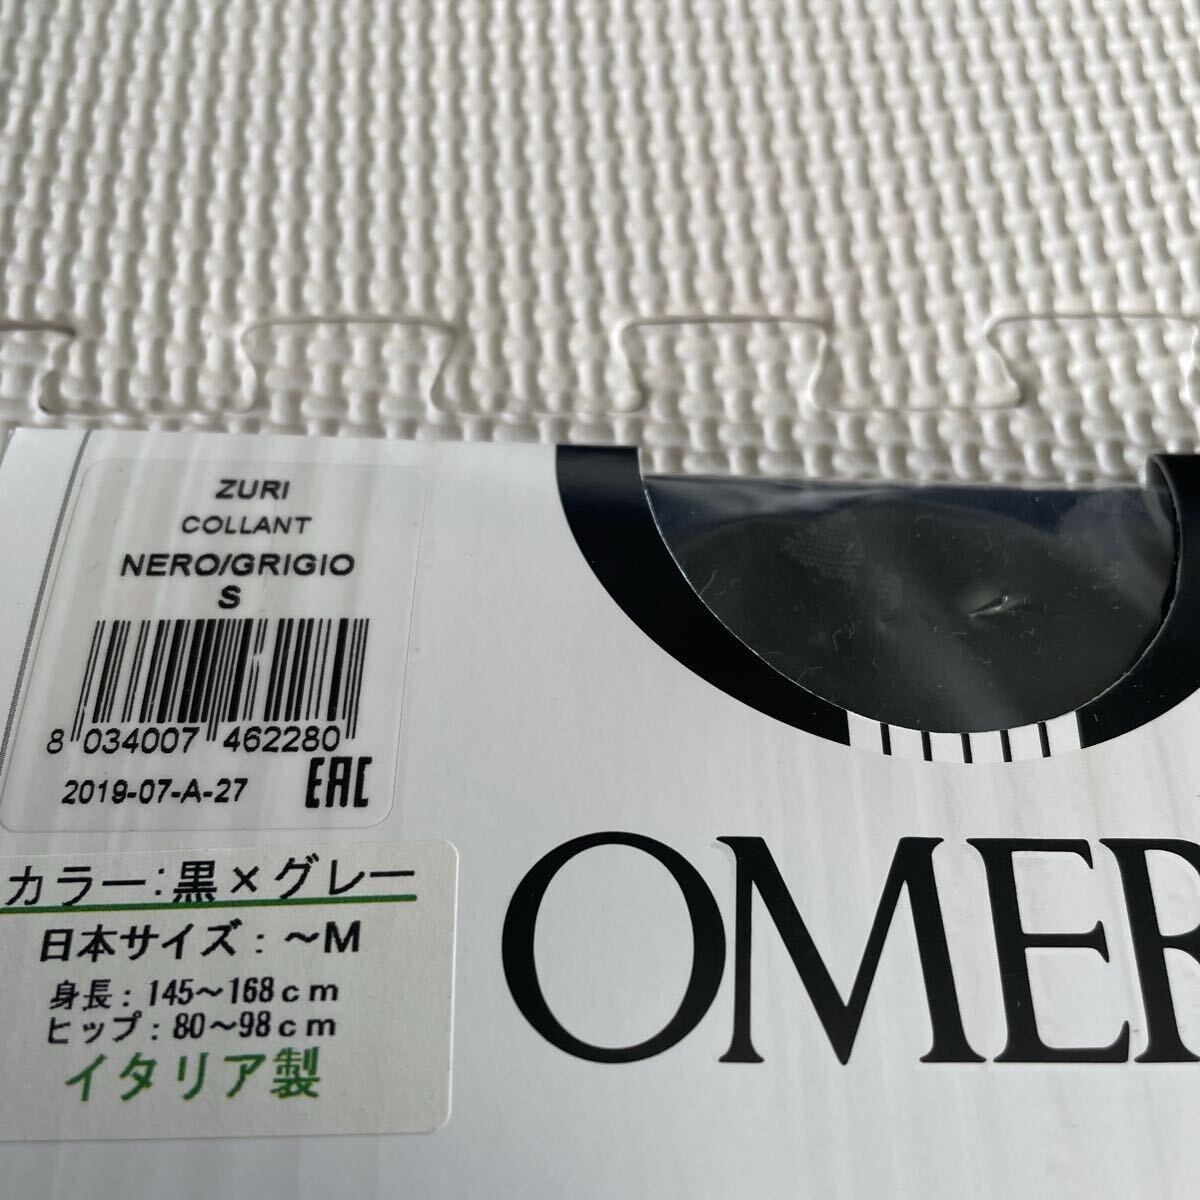 ZURI
COLLANT
NERO/GRIGIO
S
8 034007 462280
2019-07-A-27 EAC
カラー:黒×グレー
日本サイズ:~M
身長:145~168cm
ヒップ:80~98cm
イタリア製
OMER